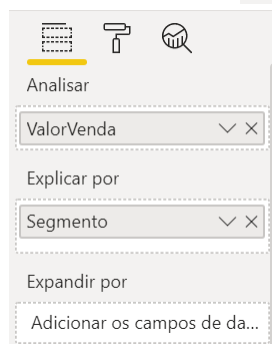 Analisar
ValorVenda
Explicar por
Segmento
Expandir por
Adicionar os campos de da...